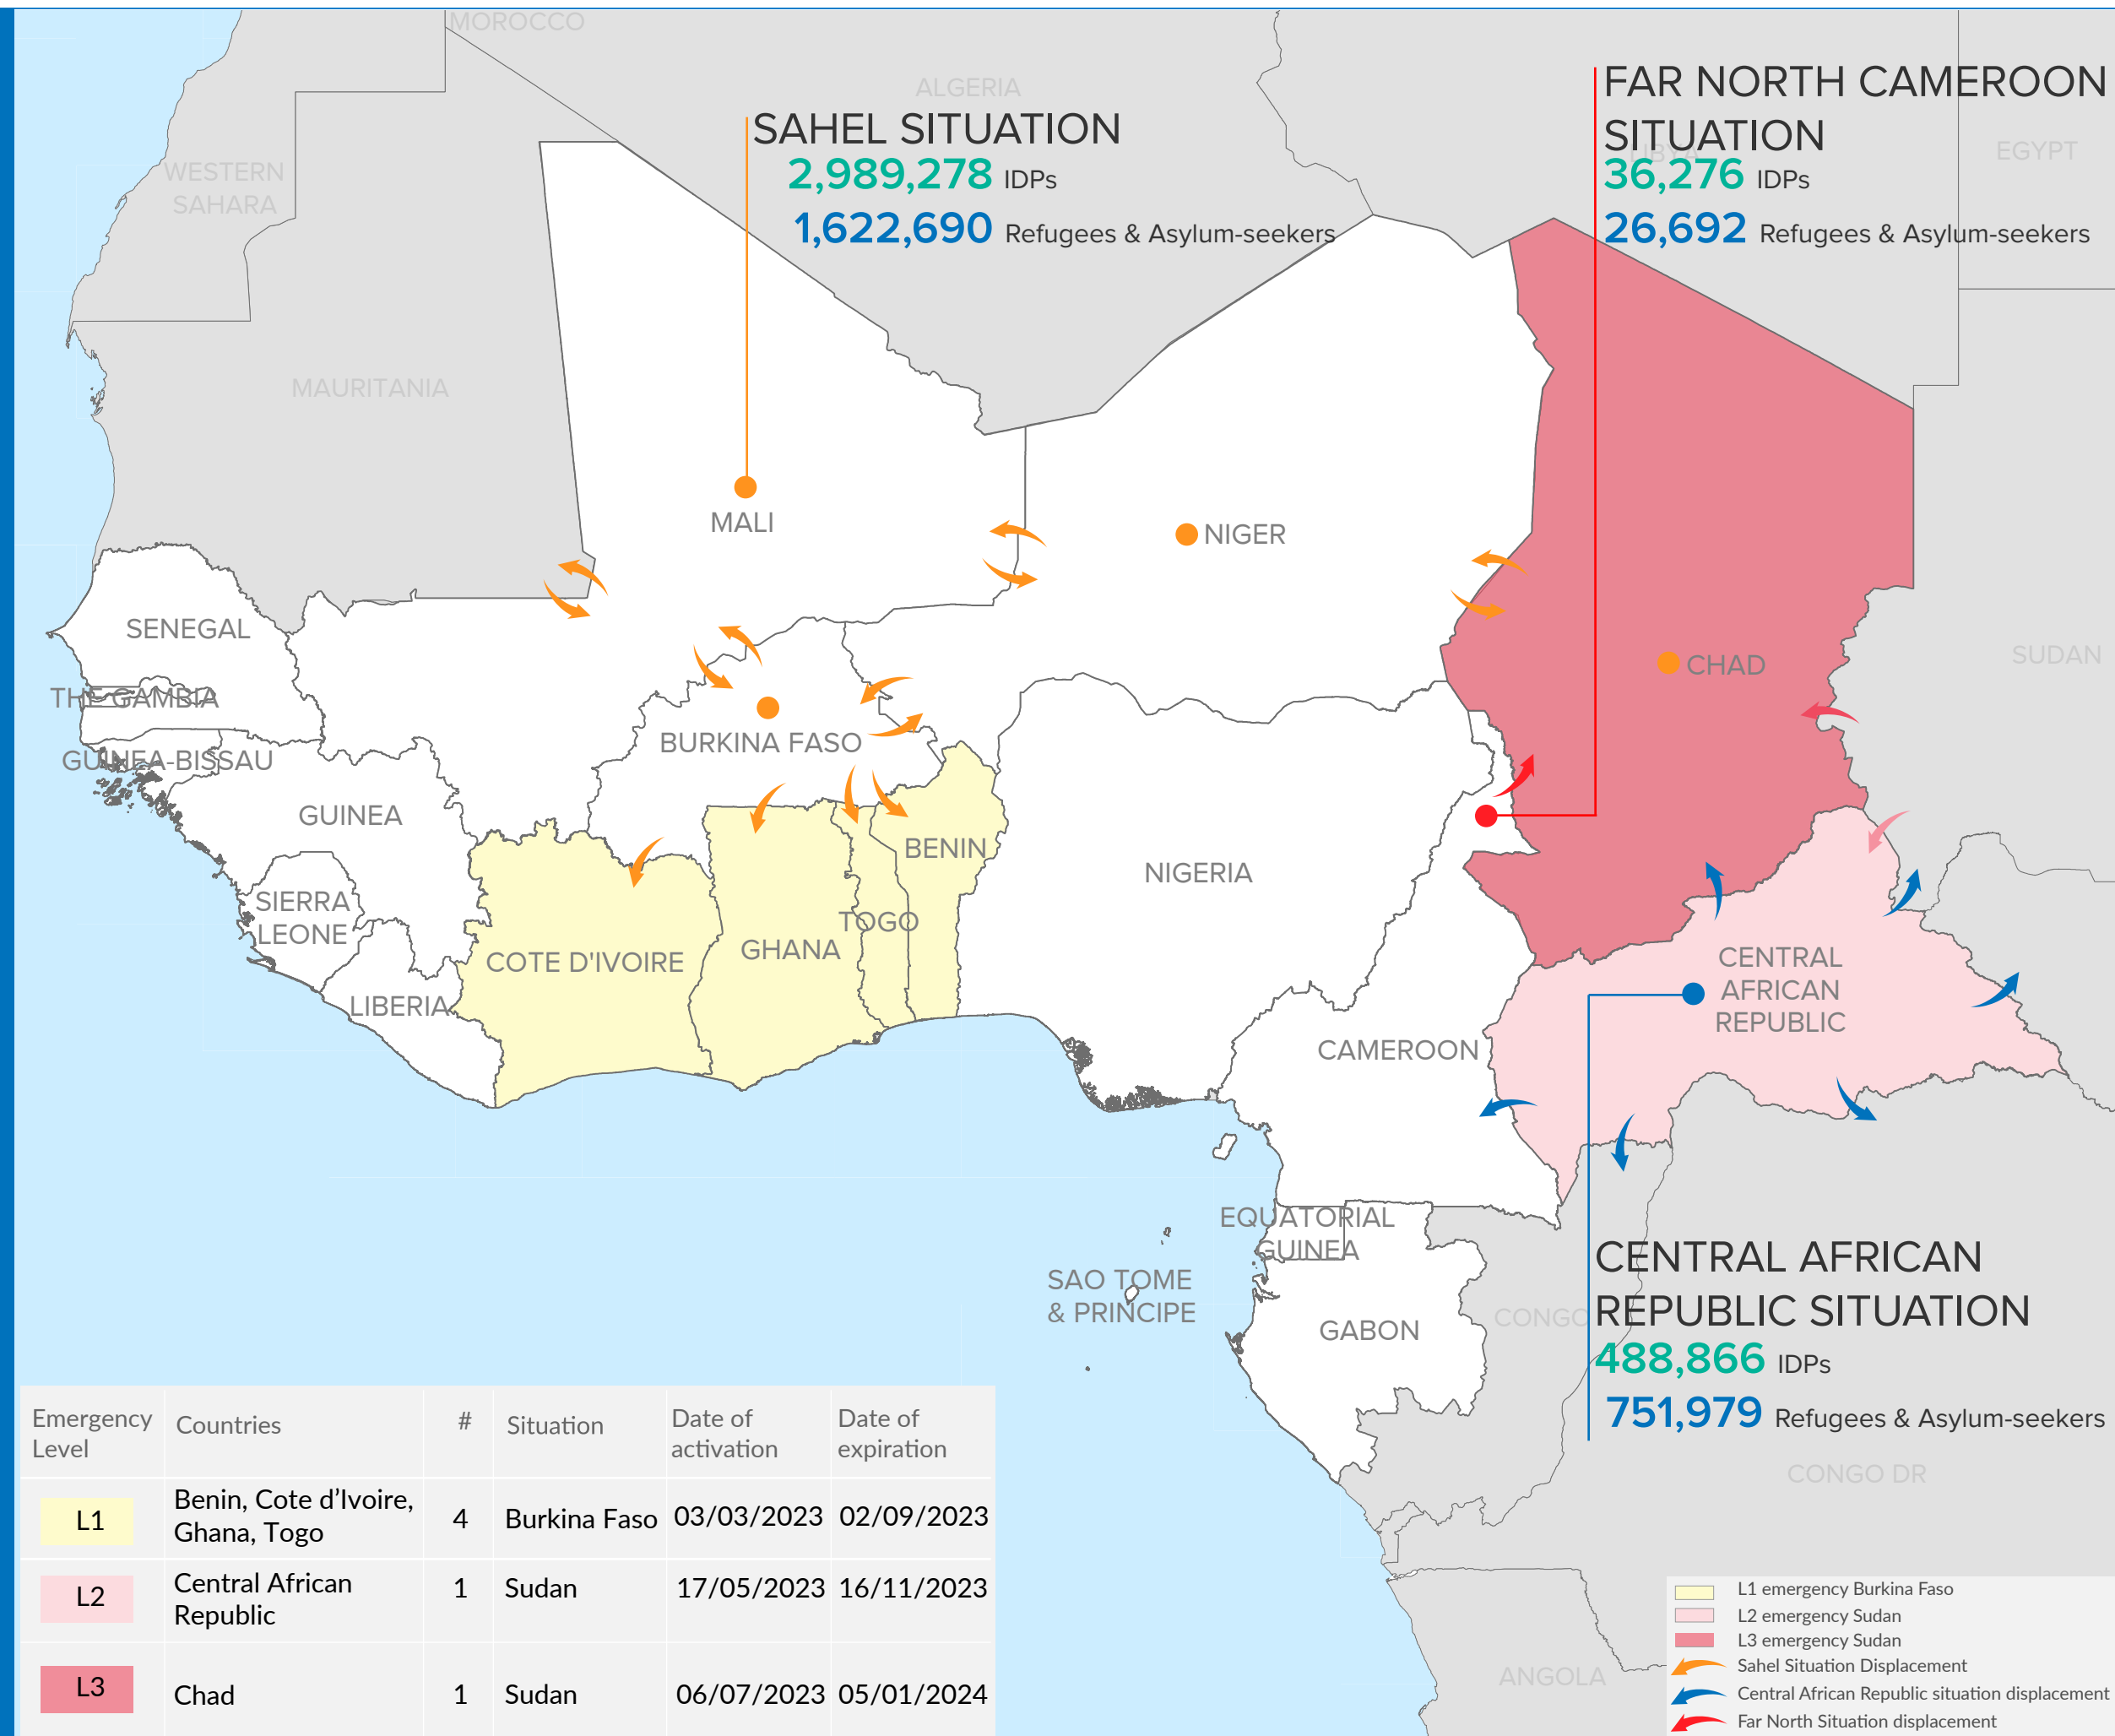 MOROCCO
ALGERIA
LIBYA
EGYPT
WESTERN
SAHARA
MAURITANIA
SUDAN
SAHEL SITUATION
2,989,278 IDPs
1,622,690 Refugees & Asylum-seekers
FAR NORTH CAMEROON
SITUATION
36,276 IDPs
26,692 Refugees & Asylum-seekers
MALI
NIGER
CHAD
SENEGAL
THE GAMBIA
GUINEA-BISSAU
GUINEA
SIERRA
LEONE
LIBERIA
BURKINA FASO
COTE D'IVOIRE
GHANA
TOGO
BENIN
NIGERIA
CAMEROON
CENTRAL
AFRICAN
REPUBLIC
EQUATORIAL
GUINEA
SAO TOME
& PRINCIPE
GABON
CONGO
CENTRAL AFRICAN
REPUBLIC SITUATION
488,866 IDPs
751,979 Refugees & Asylum-seekers
CONGO DR
ANGOLA
Emergency Level Countries # Situation Date of activation Date of expiration
L1 Benin, Cote d’Ivoire, Ghana, Togo 4 Burkina Faso 03/03/2023 02/09/2023
L2 Central African Republic 1 Sudan 17/05/2023 16/11/2023
L3 Chad 1 Sudan 06/07/2023 05/01/2024
L1 emergency Burkina Faso
L2 emergency Sudan
L3 emergency Sudan
Sahel Situation Displacement
Central African Republic situation displacement
Far North Situation displacement